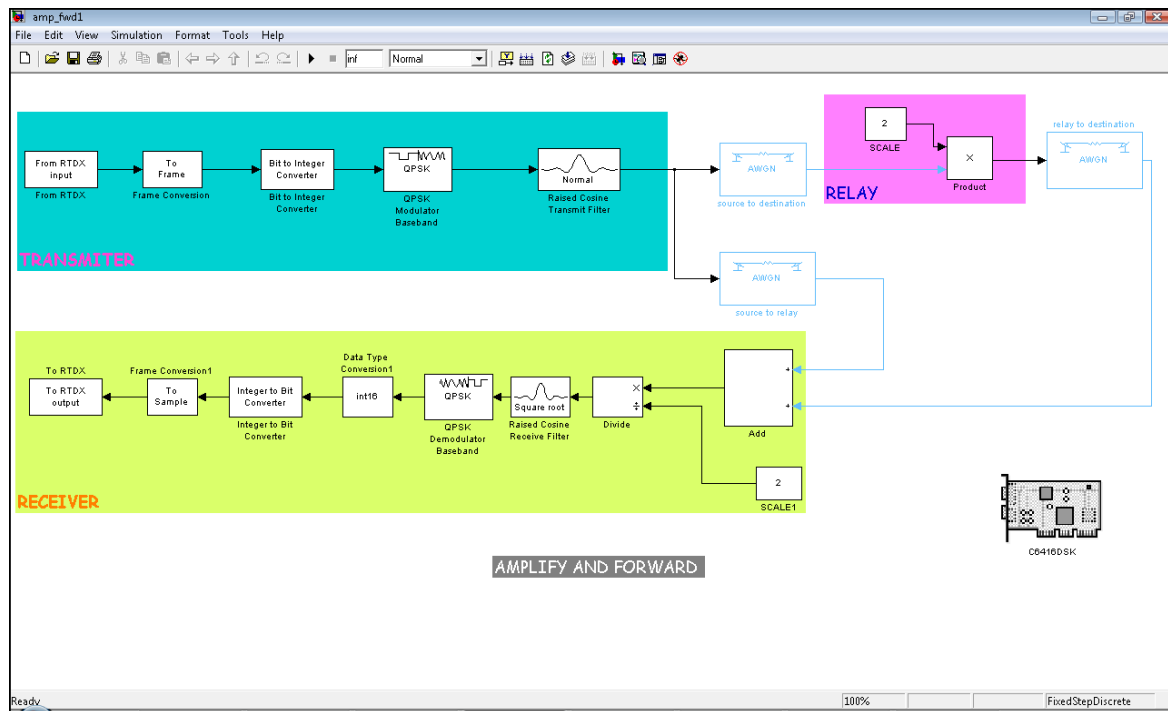 amp_fwd1
File Edit View Simulation Format Tools Help
inf Normal
From RTDX
input
From RTDX
To
Frame
Frame Conversion
Bit to Integer
Converter
Bit to Integer
Converter
QPSK
QPSK
Modulator
Baseband
Normal
Raised Cosine
Transmit Filter
TRANSMITER
AWGN
source to destination
2
SCALE
X
Product
RELAY
relay to destination
AWGN
AWGN
source to relay
To RTDX
To RTDX
output
Frame Conversion1
To
Sample
Integer to Bit
Converter
Integer to Bit
Converter
Data Type
Conversion1
int16
QPSK
QPSK
Demodulator
Baseband
Square root
Raised Cosine
Receive Filter
×
÷
Divide
+
+
Add
2
SCALE1
RECEIVER
C6416DSK
AMPLIFY AND FORWARD
Ready 100% FixedStepDiscrete